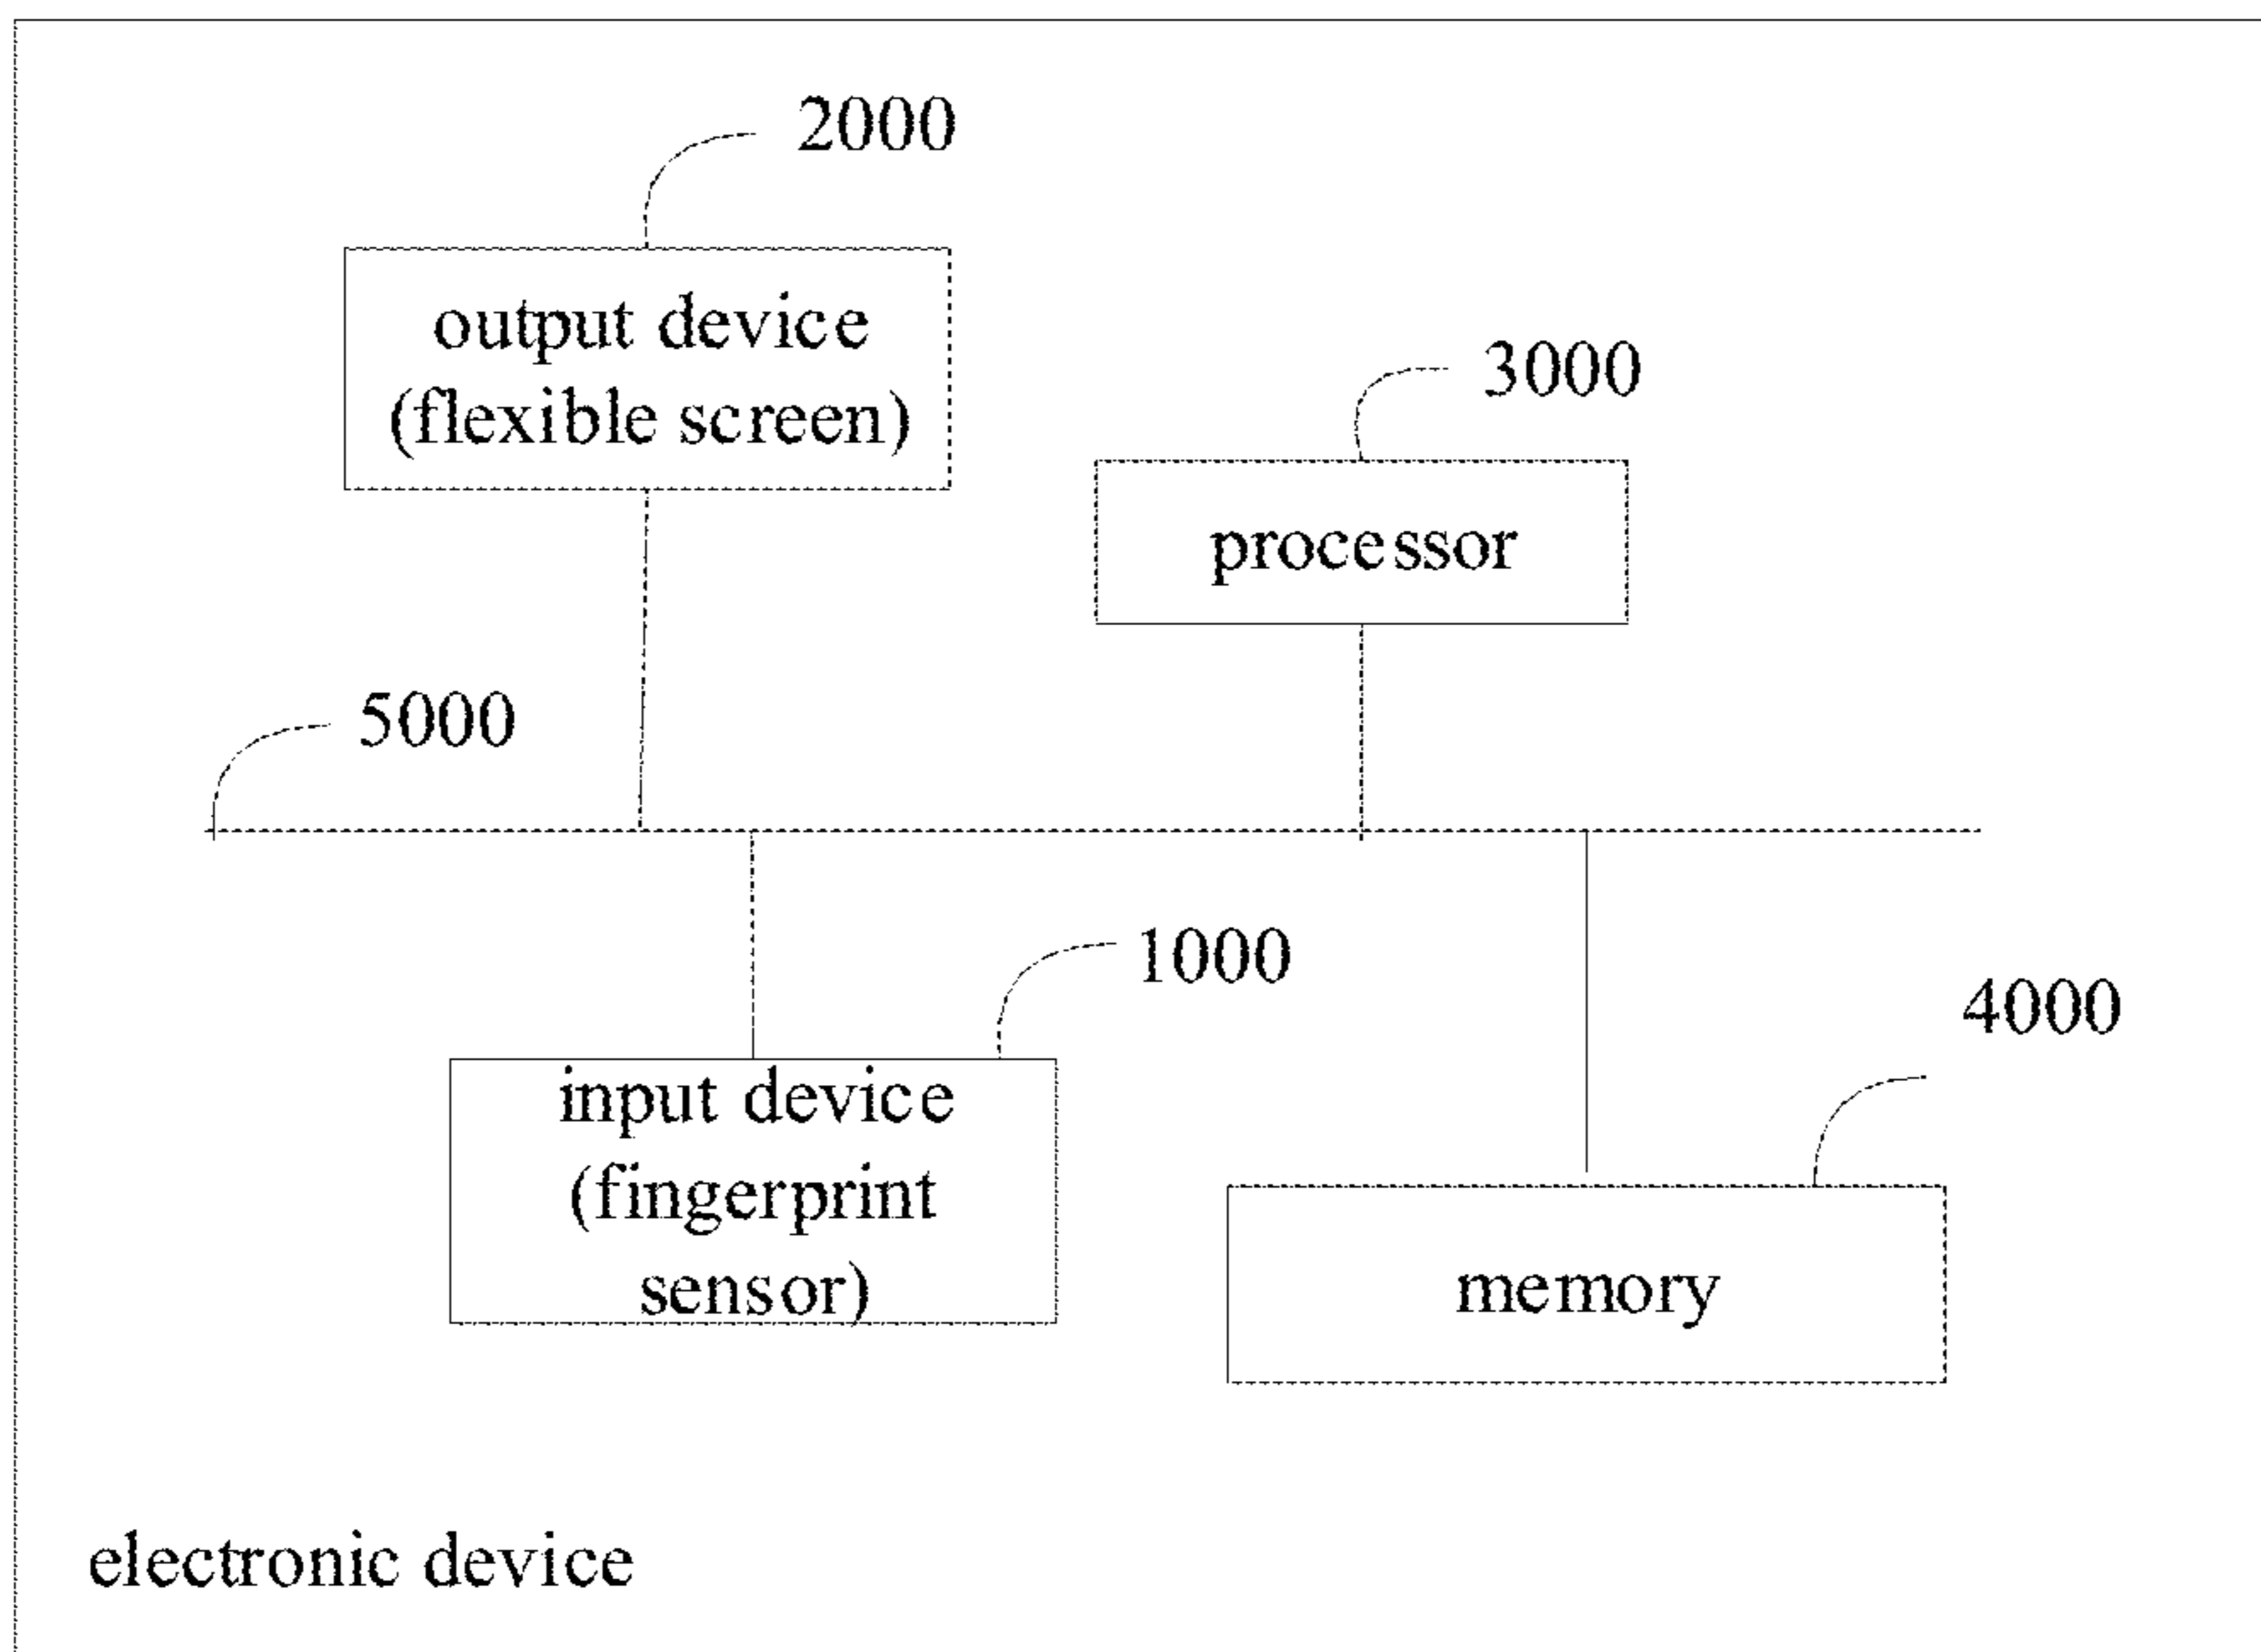 2000
output device
(flexible screen)
3000
processor
5000
1000
input device
(fingerprint
sensor)
4000
memory
electronic device